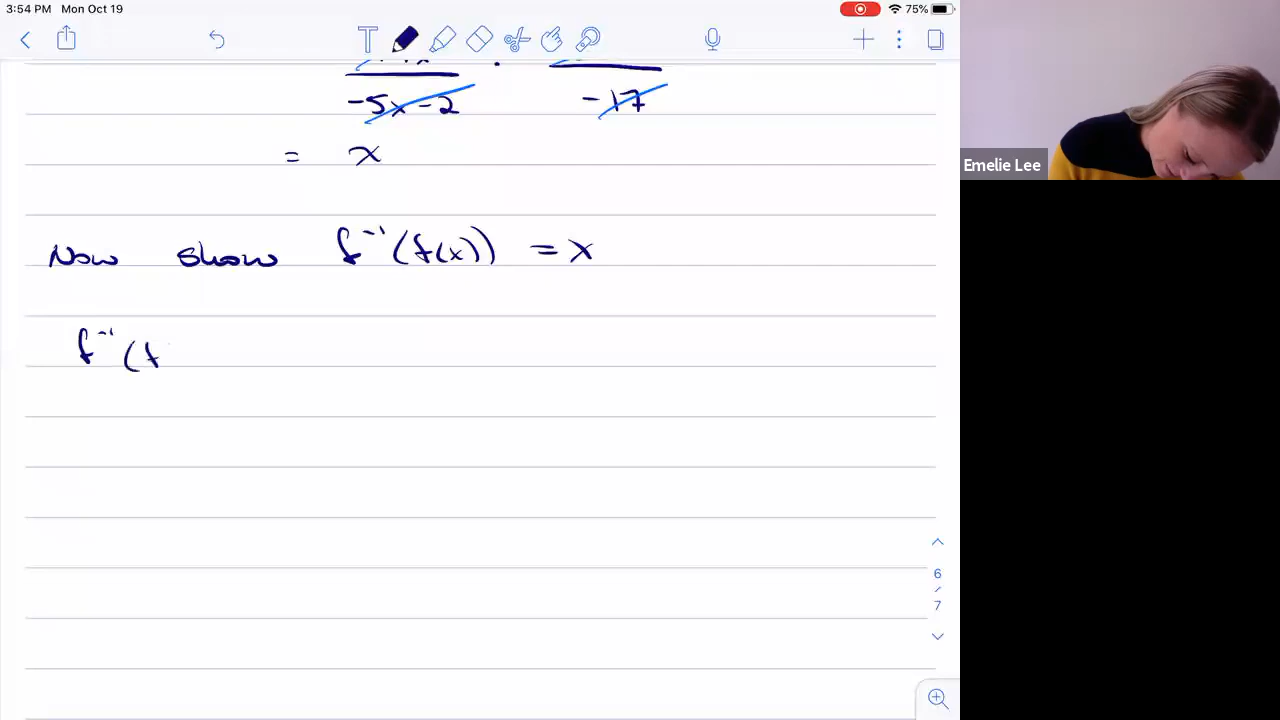 3:54 PM Mon Oct 19
75%
-5x-2 -17
= x
Emelie Lee
Now show f⁻¹(f(x)) = x
f⁻¹(f
6
/
7